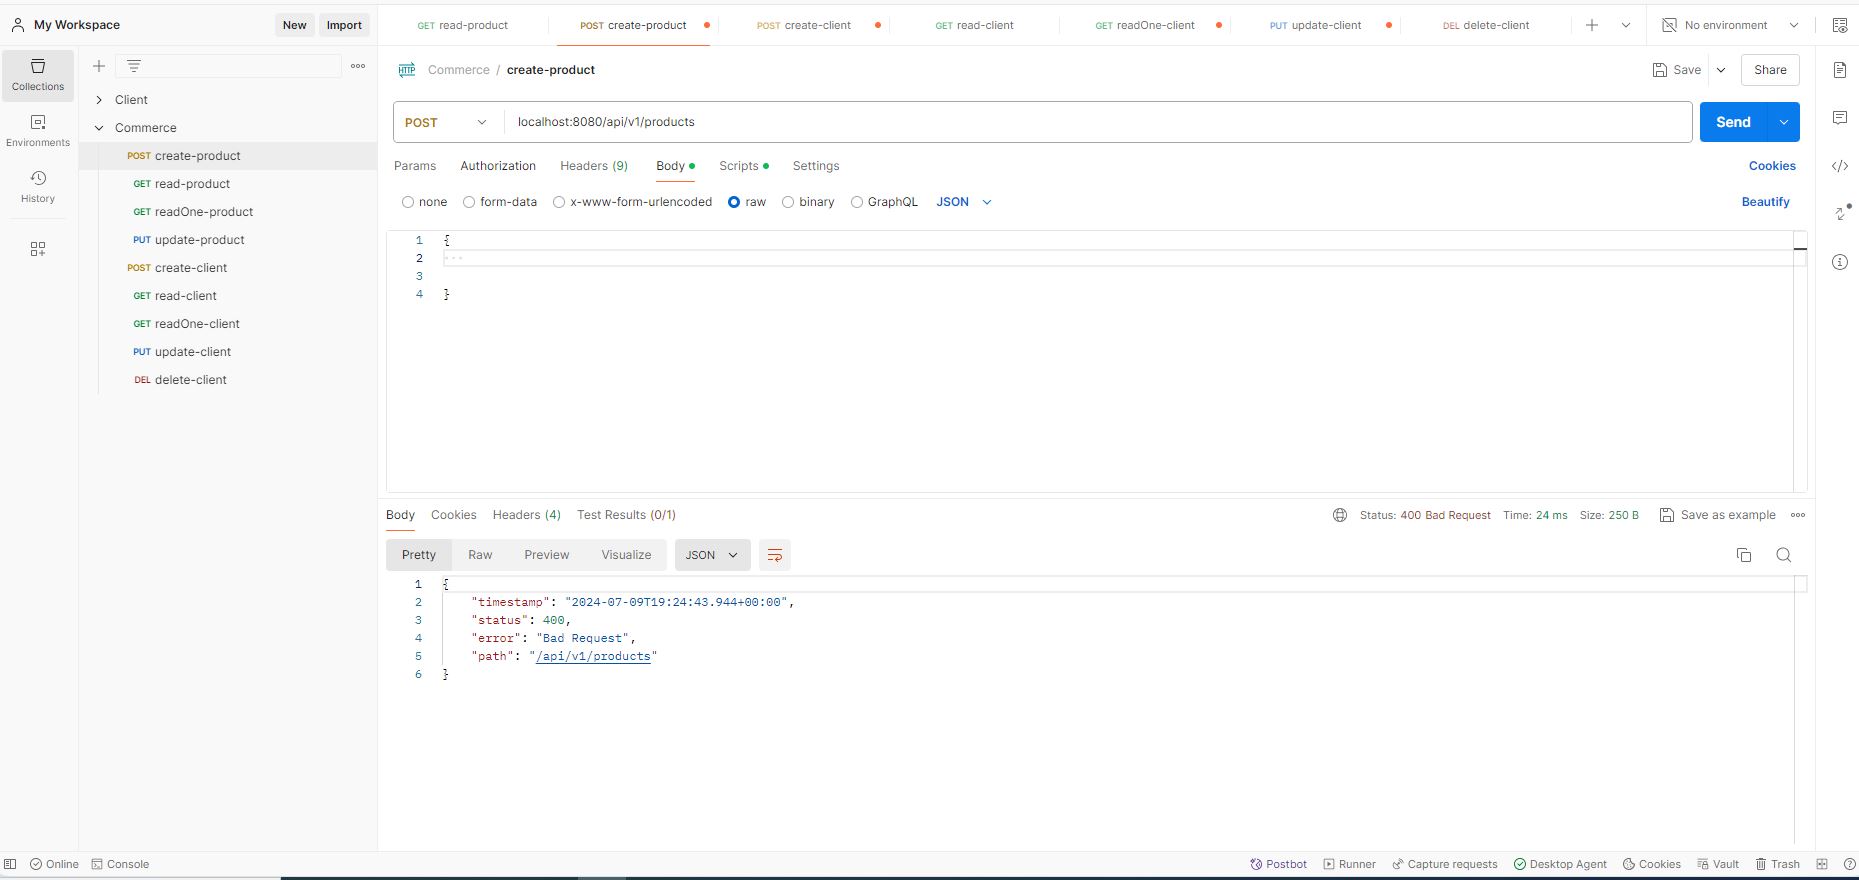 My Workspace New Import
GET read-product POST create-product POST create-client GET read-client GET readOne-client PUT update-client DEL delete-client No environment
Collections
Environments
History
Client
Commerce
POST create-product
GET read-product
GET readOne-product
PUT update-product
POST create-client
GET read-client
GET readOne-client
PUT update-client
DEL delete-client
HTTP Commerce / create-product Save Share
POST localhost:8080/api/v1/products Send
Params Authorization Headers (9) Body Scripts Settings Cookies
none form-data x-www-form-urlencoded raw binary GraphQL JSON Beautify
1 {
2
3
4 }
Body Cookies Headers (4) Test Results (0/1) Status: 400 Bad Request Time: 24 ms Size: 250 B Save as example
Pretty Raw Preview Visualize JSON
1 {
2 "timestamp": "2024-07-09T19:24:43.944+00:00",
3 "status": 400,
4 "error": "Bad Request",
5 "path": "/api/v1/products"
6 }
Online Console Postbot Runner Capture requests Desktop Agent Cookies Vault Trash